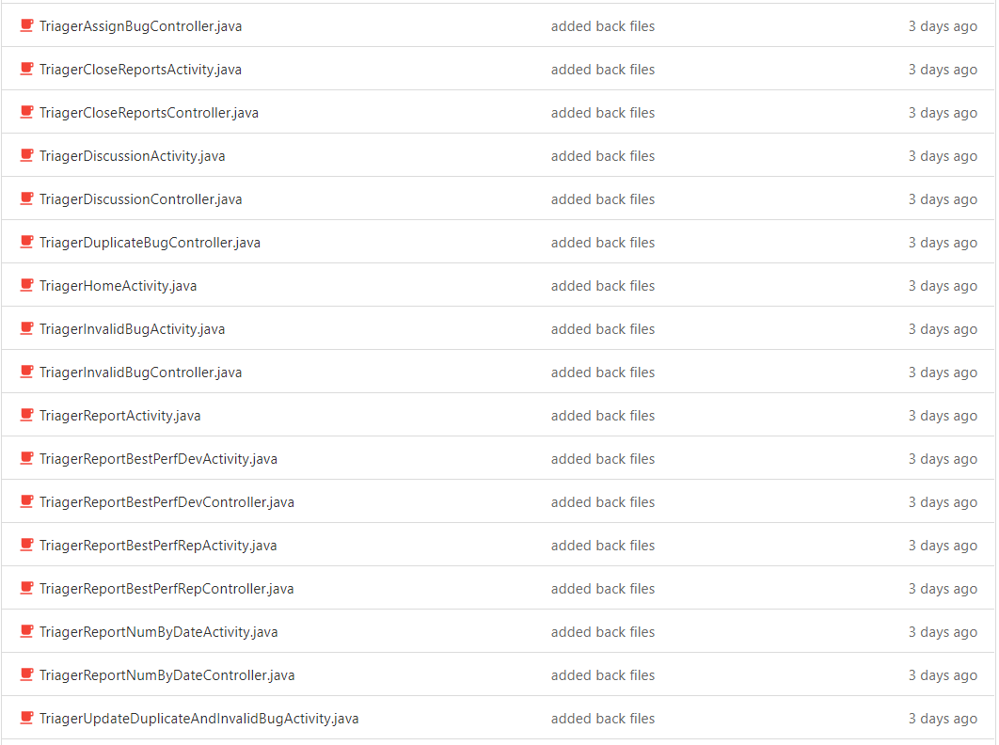 TriagerAssignBugController.java added back files 3 days ago
TriagerCloseReportsActivity.java added back files 3 days ago
TriagerCloseReportsController.java added back files 3 days ago
TriagerDiscussionActivity.java added back files 3 days ago
TriagerDiscussionController.java added back files 3 days ago
TriagerDuplicateBugController.java added back files 3 days ago
TriagerHomeActivity.java added back files 3 days ago
TriagerInvalidBugActivity.java added back files 3 days ago
TriagerInvalidBugController.java added back files 3 days ago
TriagerReportActivity.java added back files 3 days ago
TriagerReportBestPerfDevActivity.java added back files 3 days ago
TriagerReportBestPerfDevController.java added back files 3 days ago
TriagerReportBestPerfRepActivity.java added back files 3 days ago
TriagerReportBestPerfRepController.java added back files 3 days ago
TriagerReportNumByDateActivity.java added back files 3 days ago
TriagerReportNumByDateController.java added back files 3 days ago
TriagerUpdateDuplicateAndInvalidBugActivity.java added back files 3 days ago